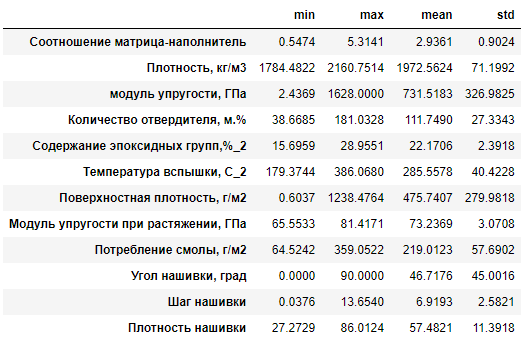 min max mean std
Соотношение матрица-наполнитель 0.5474 5.3141 2.9361 0.9024
Плотность, кг/м3 1784.4822 2160.7514 1972.5624 71.1992
модуль упругости, ГПа 2.4369 1628.0000 731.5183 326.9825
Количество отвердителя, м.% 38.6685 181.0328 111.7490 27.3343
Содержание эпоксидных групп,%_2 15.6959 28.9551 22.1706 2.3918
Температура вспышки, С_2 179.3744 386.0680 285.5578 40.4228
Поверхностная плотность, г/м2 0.6037 1238.4764 475.7407 279.9818
Модуль упругости при растяжении, ГПа 65.5533 81.4171 73.2369 3.0708
Потребление смолы, г/м2 64.5242 359.0522 219.0123 57.6902
Угол нашивки, град 0.0000 90.0000 46.7176 45.0016
Шаг нашивки 0.0376 13.6540 6.9193 2.5821
Плотность нашивки 27.2729 86.0124 57.4821 11.3918